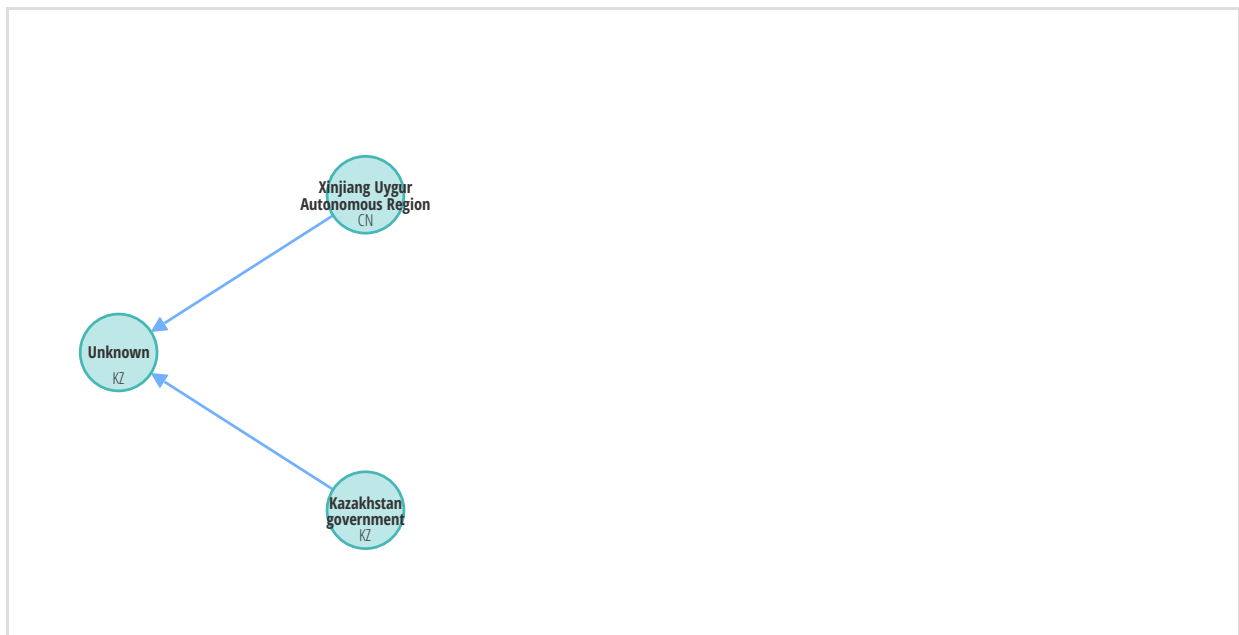 Xinjiang Uygur
Autonomous Region
CN
Unknown
KZ
Kazakhstan
government
KZ